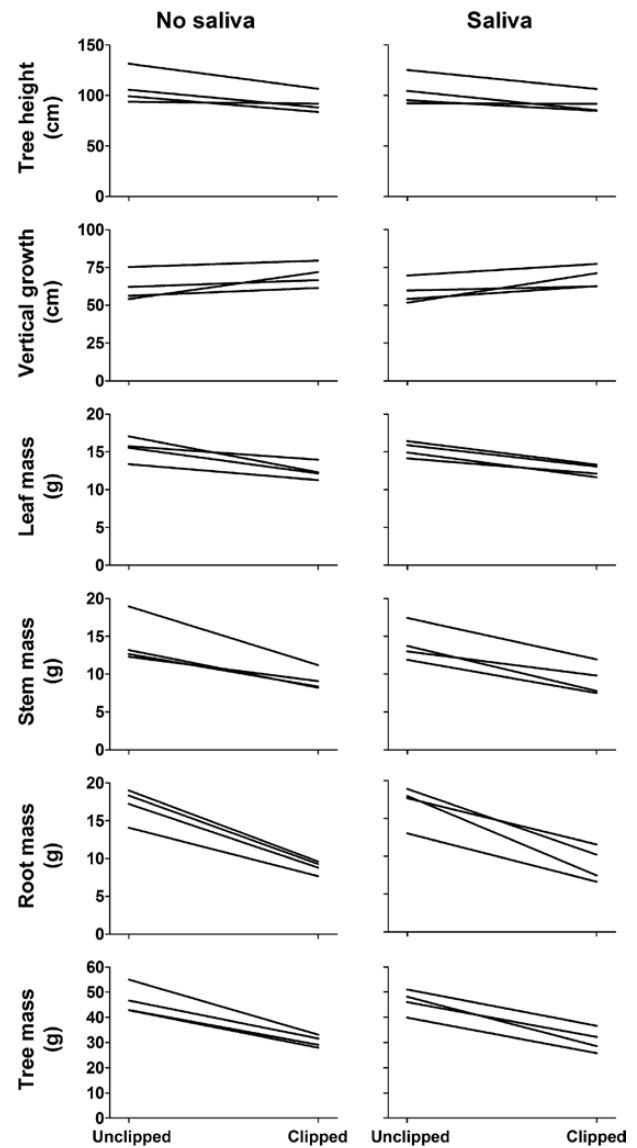 No saliva
Saliva
Tree height
(cm)
150
100
50
0
Vertical growth
(cm)
100
75
50
25
0
Leaf mass
(g)
20
15
10
5
0
Stem mass
(g)
20
15
10
5
0
Root mass
(g)
20
15
10
5
0
Tree mass
(g)
60
50
40
30
20
10
0
Unclipped
Clipped
Unclipped
Clipped